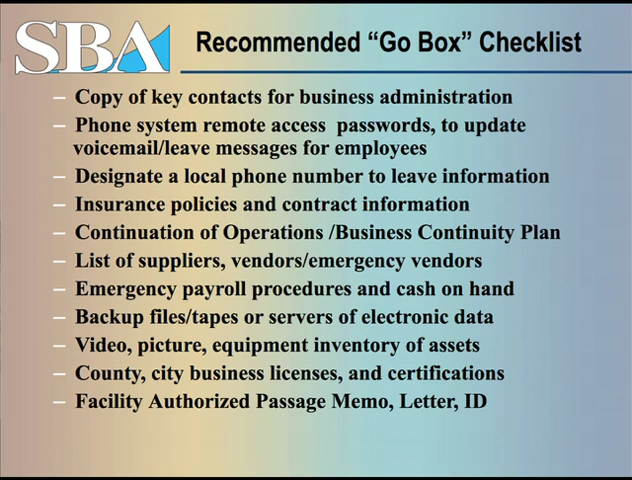 SBA
Recommended “Go Box” Checklist
– Copy of key contacts for business administration
– Phone system remote access passwords, to update
voicemail/leave messages for employees
– Designate a local phone number to leave information
– Insurance policies and contract information
– Continuation of Operations /Business Continuity Plan
– List of suppliers, vendors/emergency vendors
– Emergency payroll procedures and cash on hand
– Backup files/tapes or servers of electronic data
– Video, picture, equipment inventory of assets
– County, city business licenses, and certifications
– Facility Authorized Passage Memo, Letter, ID